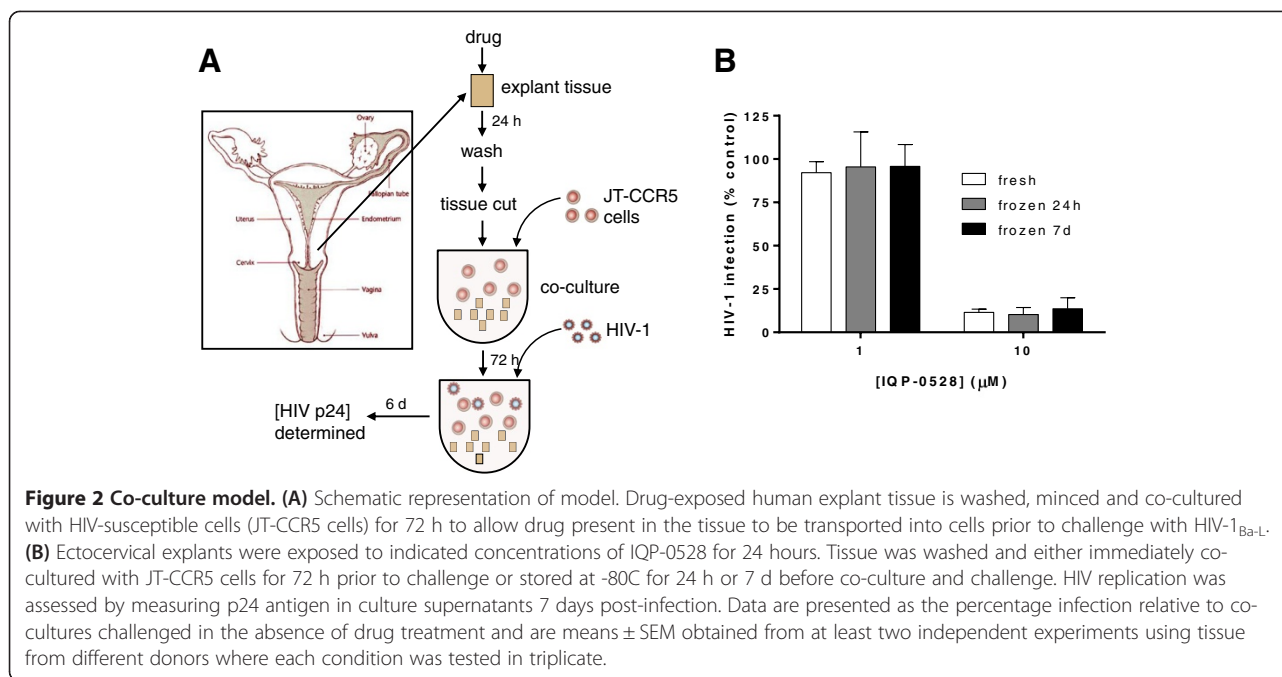 A
drug
explant tissue
24 h
wash
tissue cut
JT-CCR5
cells
co-culture
HIV-1
72 h
6 d
[HIV p24]
determined
Ovary
Fallopian tube
Uterus
Endometrium
Cervix
Vagina
Vulva
B
HIV-1 infection (% control)
125
100
75
50
25
0
1
10
[IQP-0528] (μM)
fresh
frozen 24h
frozen 7d
Figure 2 Co-culture model. (A) Schematic representation of model. Drug-exposed human explant tissue is washed, minced and co-cultured
with HIV-susceptible cells (JT-CCR5 cells) for 72 h to allow drug present in the tissue to be transported into cells prior to challenge with HIV-1Ba-L.
(B) Ectocervical explants were exposed to indicated concentrations of IQP-0528 for 24 hours. Tissue was washed and either immediately co-
cultured with JT-CCR5 cells for 72 h prior to challenge or stored at -80C for 24 h or 7 d before co-culture and challenge. HIV replication was
assessed by measuring p24 antigen in culture supernatants 7 days post-infection. Data are presented as the percentage infection relative to co-
cultures challenged in the absence of drug treatment and are means ± SEM obtained from at least two independent experiments using tissue
from different donors where each condition was tested in triplicate.